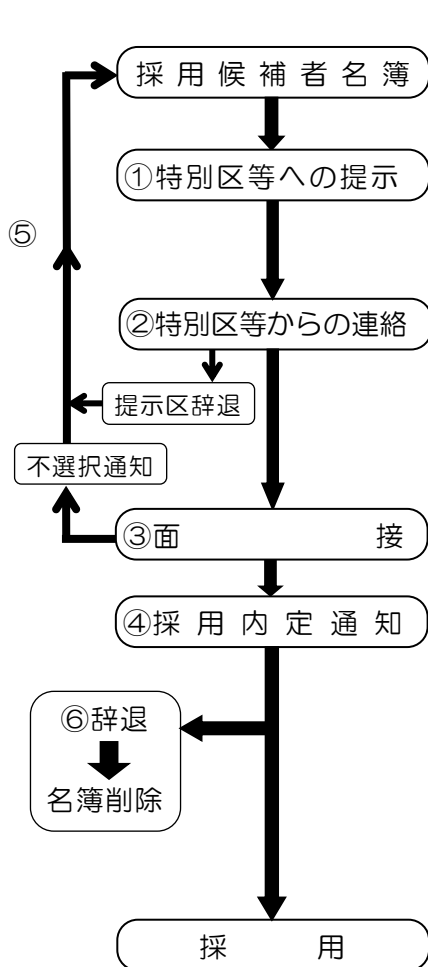 採用候補者名簿
①特別区等への提示
⑤
②特別区等からの連絡
提示区辞退
不選択通知
③面接
④採用内定通知
⑥辞退
名簿削除
採用